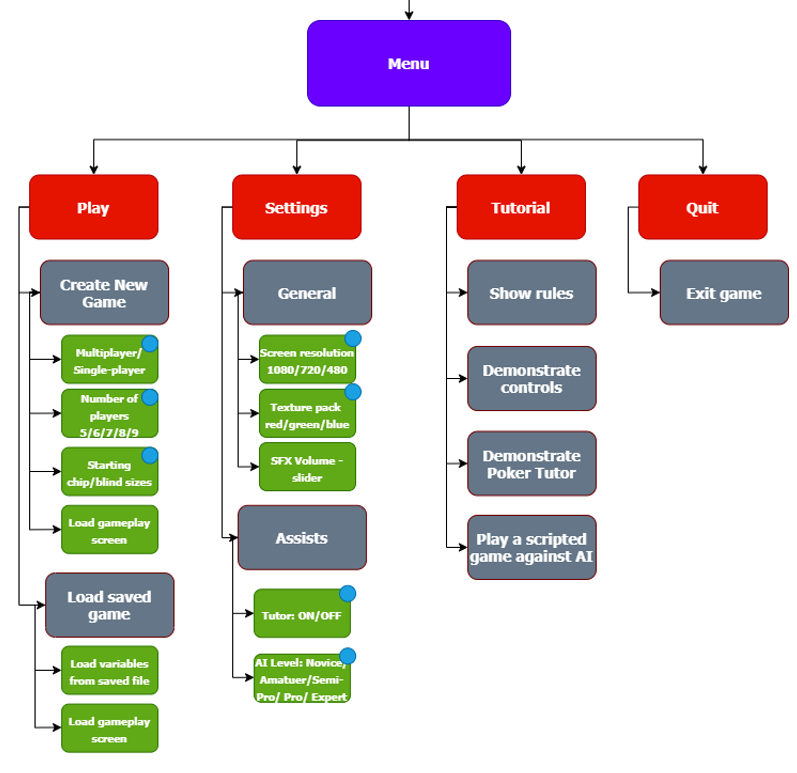 Menu
Play
Settings
Tutorial
Quit
Create New
Game
General
Show rules
Exit game
Multiplayer/
Single-player
Number of
players
5/6/7/8/9
Starting
chip/blind sizes
Load gameplay
screen
Load saved
game
Load variables
from saved file
Load gameplay
screen
Screen resolution
1080/720/480
Texture pack
red/green/blue
SFX Volume -
slider
Assists
Tutor: ON/OFF
AI Level: Novice/
Amatuer/Semi-
Pro/ Pro/ Expert
Demonstrate
controls
Demonstrate
Poker Tutor
Play a scripted
game against AI